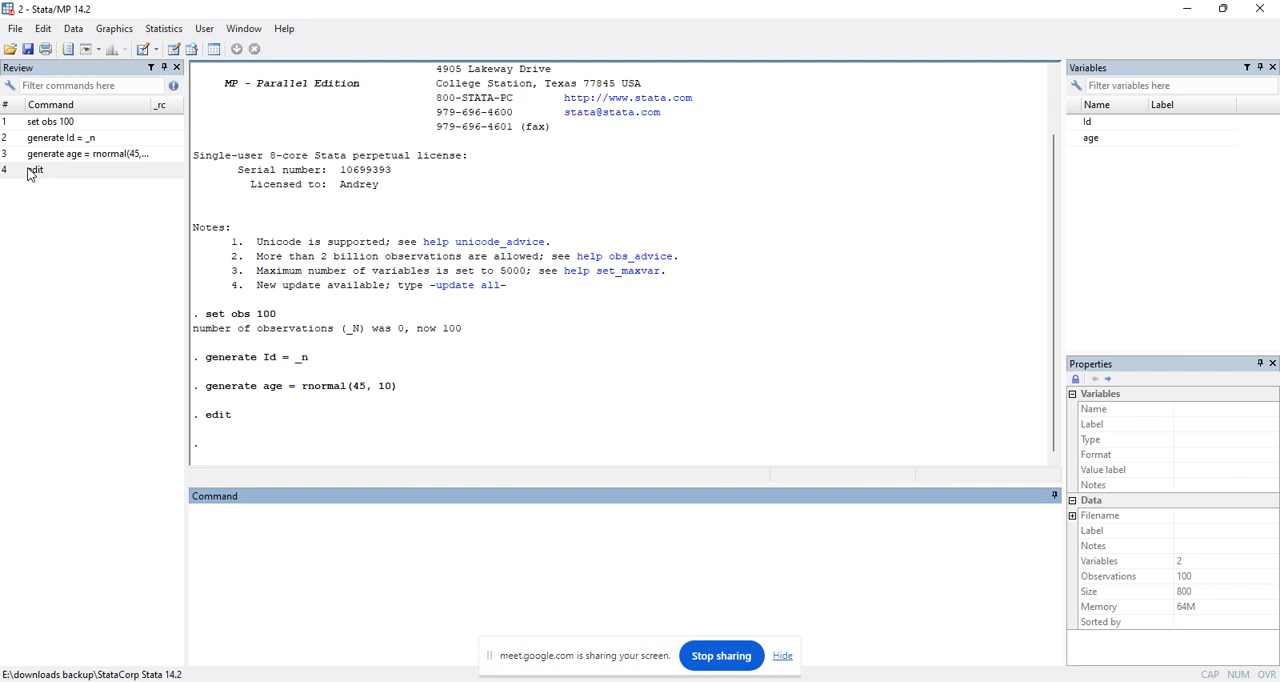 2 - Stata/MP 14.2
File Edit Data Graphics Statistics User Window Help
Review
Filter commands here
# Command _rc
1 set obs 100
2 generate Id = _n
3 generate age = rnormal(45,...
4 edit
4905 Lakeway Drive
MP - Parallel Edition College Station, Texas 77845 USA
800-STATA-PC http://www.stata.com
979-696-4600 stata@stata.com
979-696-4601 (fax)
Single-user 8-core Stata perpetual license:
Serial number: 10699393
Licensed to: Andrey
Notes:
1. Unicode is supported; see help unicode_advice.
2. More than 2 billion observations are allowed; see help obs_advice.
3. Maximum number of variables is set to 5000; see help set_maxvar.
4. New update available; type -update all-
. set obs 100
number of observations (_N) was 0, now 100
. generate Id = _n
. generate age = rnormal(45, 10)
. edit
.
Command
Variables
Filter variables here
Name Label
Id
age
Properties
Variables
Name
Label
Type
Format
Value label
Notes
Data
Filename
Label
Notes
Variables 2
Observations 100
Size 800
Memory 64M
Sorted by
meet.google.com is sharing your screen. Stop sharing Hide
E:\downloads backup\StataCorp Stata 14.2
CAP NUM OVR